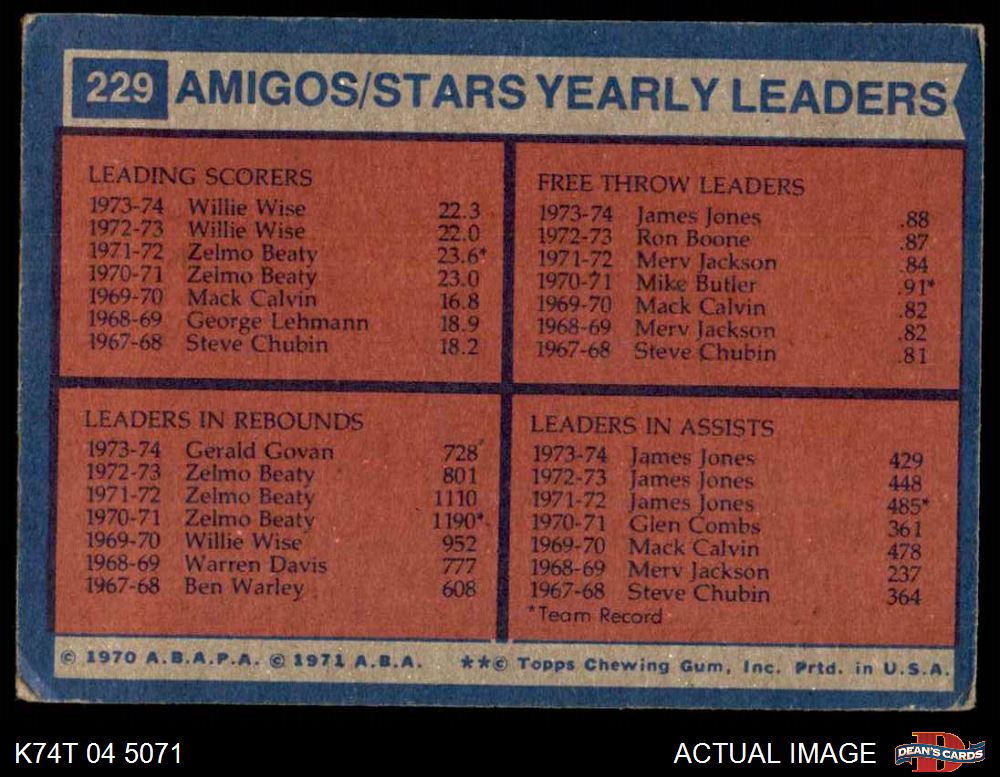 229 AMIGOS/STARS YEARLY LEADERS
LEADING SCORERS
1973-74 Willie Wise 22.3
1972-73 Willie Wise 22.0
1971-72 Zelmo Beaty 23.6*
1970-71 Zelmo Beaty 23.0
1969-70 Mack Calvin 16.8
1968-69 George Lehmann 18.9
1967-68 Steve Chubin 18.2
FREE THROW LEADERS
1973-74 James Jones .88
1972-73 Ron Boone .87
1971-72 Merv Jackson .84
1970-71 Mike Butler .91*
1969-70 Mack Calvin .82
1968-69 Merv Jackson .82
1967-68 Steve Chubin .81
LEADERS IN REBOUNDS
1973-74 Gerald Govan 728
1972-73 Zelmo Beaty 801
1971-72 Zelmo Beaty 1110
1970-71 Zelmo Beaty 1190*
1969-70 Willie Wise 952
1968-69 Warren Davis 777
1967-68 Ben Warley 608
LEADERS IN ASSISTS
1973-74 James Jones 429
1972-73 James Jones 448
1971-72 James Jones 485*
1970-71 Glen Combs 361
1969-70 Mack Calvin 478
1968-69 Merv Jackson 237
1967-68 Steve Chubin 364
*Team Record
© 1970 A.B.A.P.A. © 1971 A.B.A. **© Topps Chewing Gum, Inc. Prtd. in U.S.A.
K74T 04 5071 ACTUAL IMAGE DEAN'S CARDS